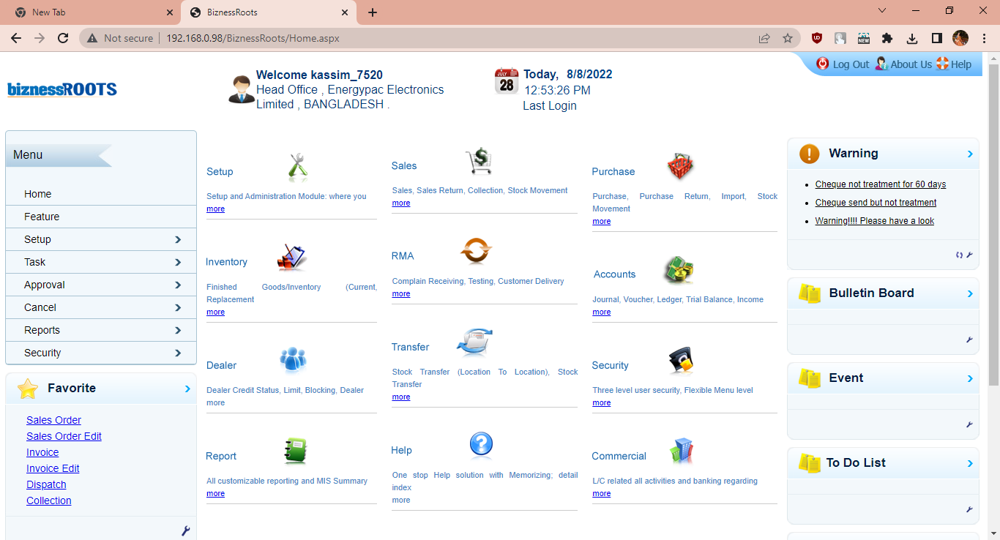 New Tab
BiznessRoots
Not secure
192.168.0.98/BiznessRoots/Home.aspx
NEW
Log Out
About Us
Help
biznessROOTS
Welcome kassim_7520
Head Office , Energypac Electronics
Limited , BANGLADESH .
JULY
28
Today, 8/8/2022
12:53:26 PM
Last Login
Menu
Home
Feature
Setup
Task
Approval
Cancel
Reports
Security
Favorite
Sales Order
Sales Order Edit
Invoice
Invoice Edit
Dispatch
Collection
Setup
Setup and Administration Module: where you
more
Sales
Sales, Sales Return, Collection, Stock Movement
more
Purchase
Purchase, Purchase Return, Import, Stock
Movement
more
Inventory
Finished Goods/Inventory (Current,
Replacement
more
RMA
Complain Receiving, Testing, Customer Delivery
more
Accounts
Journal, Voucher, Ledger, Trial Balance, Income
more
Dealer
Dealer Credit Status, Limit, Blocking, Dealer
more
Transfer
Stock Transfer (Location To Location), Stock
Transfer
more
Security
Three level user security, Flexible Menu level
more
Report
All customizable reporting and MIS Summary
more
Help
One stop Help solution with Memorizing; detail
index
more
Commercial
L/C related all activities and banking regarding
more
Warning
Cheque not treatment for 60 days
Cheque send but not treatment
Warning!!!! Please have a look
Bulletin Board
Event
To Do List